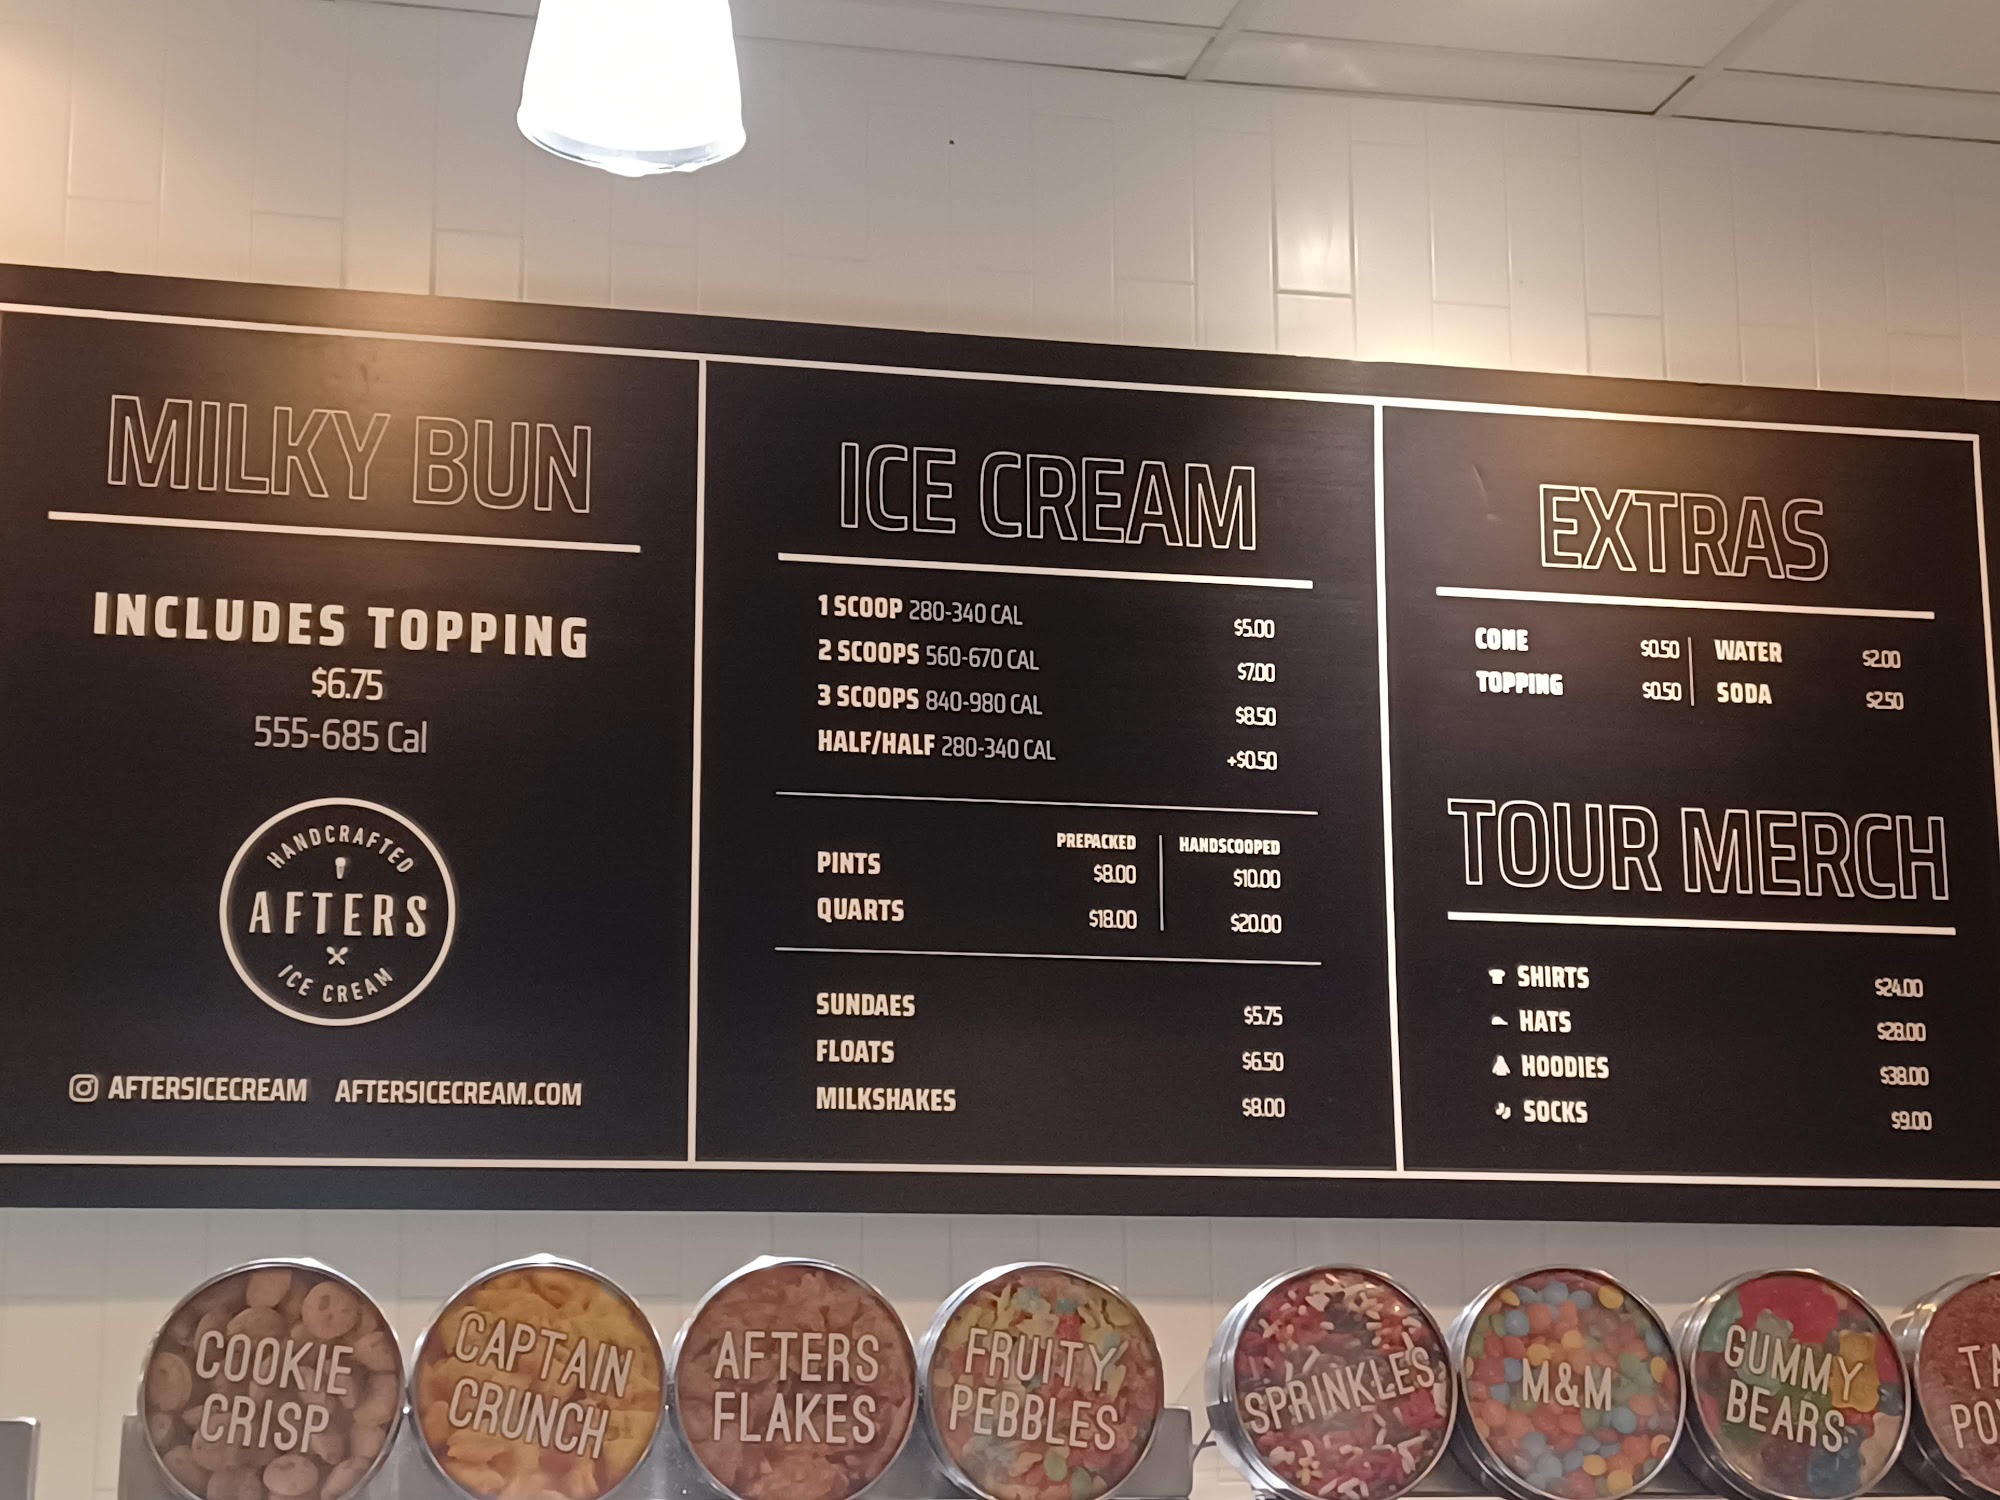 MILKY BUN
INCLUDES TOPPING
$6.75
555-685 Cal
HANDCRAFTED
AFTERS
ICE CREAM
AFTERSICECREAM AFTERSICECREAM.COM
ICE CREAM
1 SCOOP 280-340 CAL $5.00
2 SCOOPS 560-670 CAL $7.00
3 SCOOPS 840-980 CAL $8.50
HALF/HALF 280-340 CAL +$0.50
PREPACKED HANDSCOOPED
PINTS $8.00 $10.00
QUARTS $18.00 $20.00
SUNDAES $5.75
FLOATS $6.50
MILKSHAKES $8.00
EXTRAS
CONE $0.50 WATER $2.00
TOPPING $0.50 SODA $2.50
TOUR MERCH
SHIRTS $24.00
HATS $28.00
HOODIES $38.00
SOCKS $9.00
COOKIE
CRISP
CAPTAIN
CRUNCH
AFTERS
FLAKES
FRUITY
PEBBLES
SPRINKLES
M&M
GUMMY
BEARS